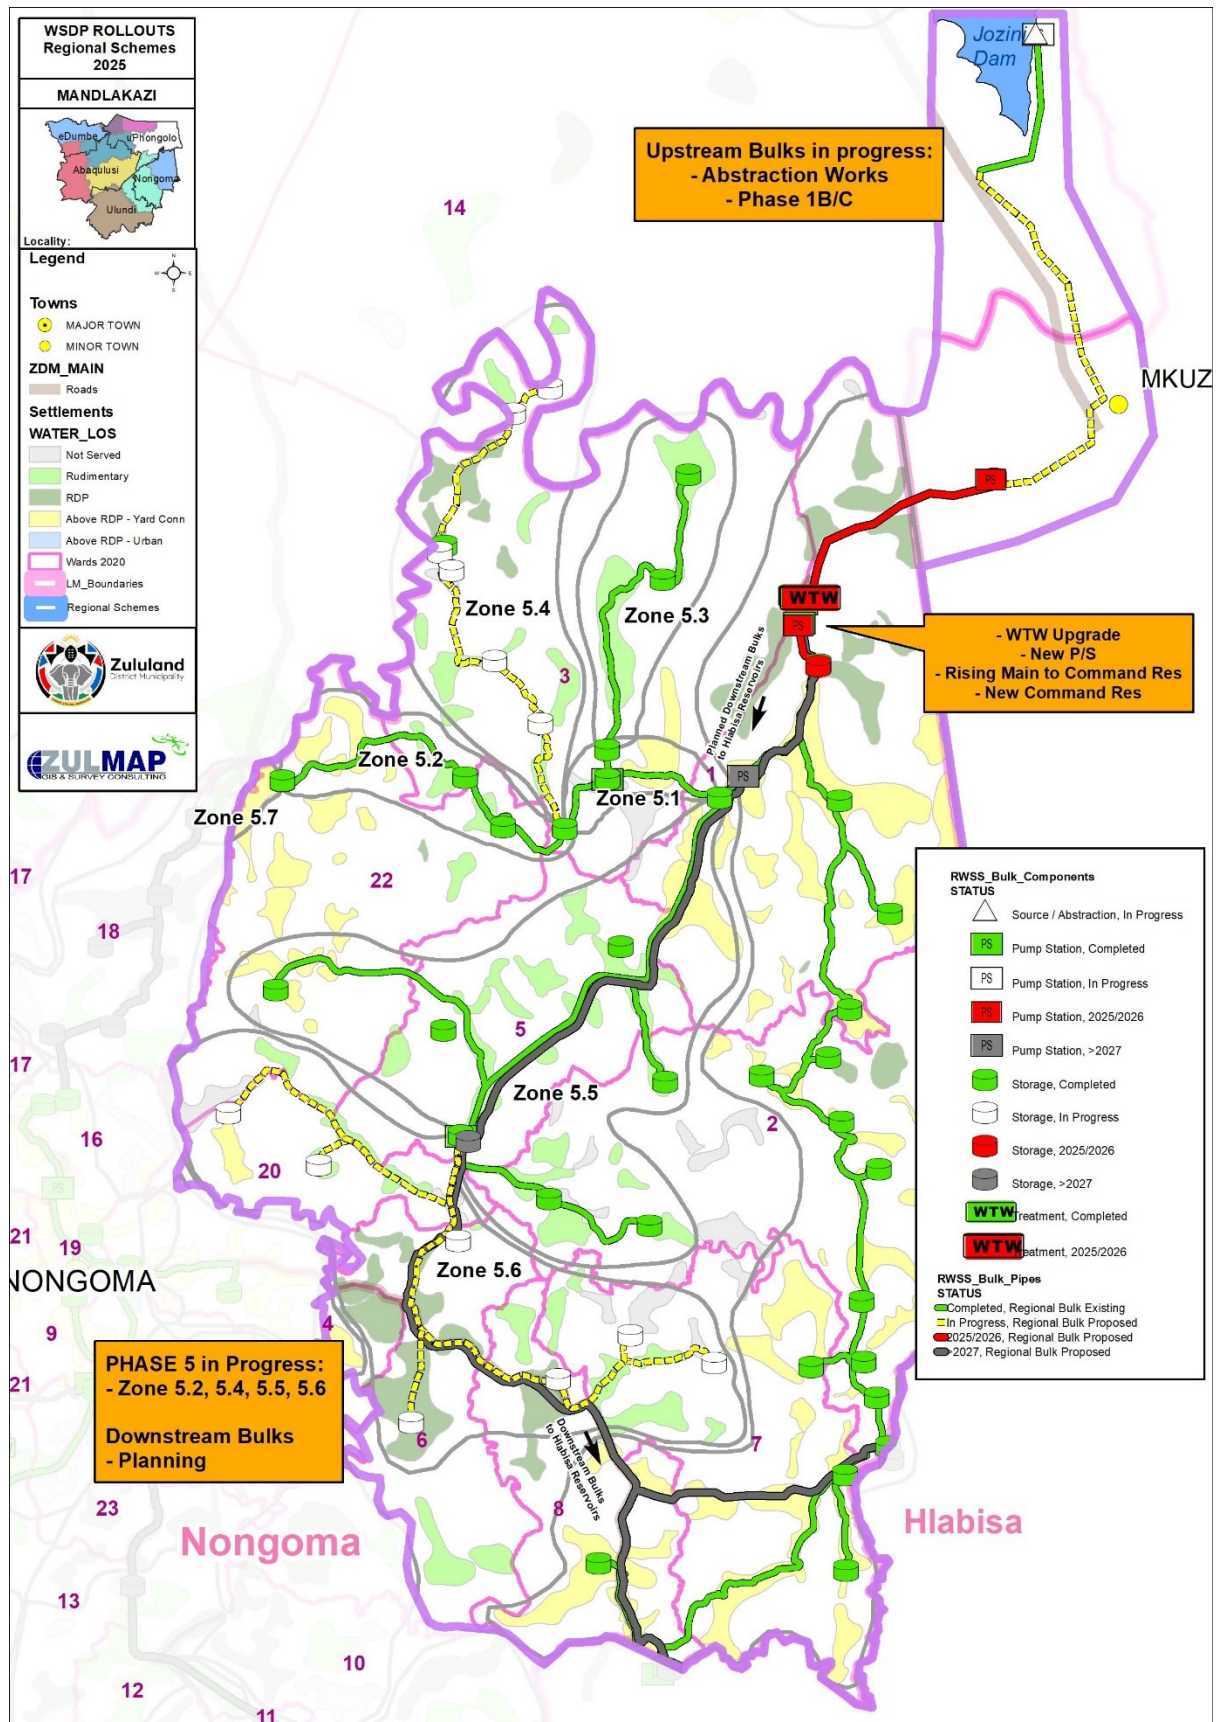 WSDP ROLLOUTS
Regional Schemes
2025
MANDLAKAZI
eDumbe
uPhongolo
Abaqulusi
Nongoma
Ulundi
Locality:
Legend
N
W
E
S
Towns
MAJOR TOWN
MINOR TOWN
ZDM_MAIN
Roads
Settlements
WATER_LOS
Not Served
Rudimentary
RDP
Above RDP - Yard Conn
Above RDP - Urban
Wards 2020
LM_Boundaries
Regional Schemes
Zululand
District Municipality
ZULMAP
GIS & SURVEY CONSULTING
Jozini
Dam
Upstream Bulks in progress:
- Abstraction Works
- Phase 1B/C
14
MKUZ
PS
WTW
PS
- WTW Upgrade
- New P/S
- Rising Main to Command Res
- New Command Res
Zone 5.4
Zone 5.3
3
Planned Downstream Bulks
to Hlabisa Reservoirs
1
PS
Zone 5.2
Zone 5.1
Zone 5.7
22
17
18
5
17
Zone 5.5
2
16
20
PS
21
19
Zone 5.6
NONGOMA
4
9
21
PHASE 5 in Progress:
- Zone 5.2, 5.4, 5.5, 5.6
Downstream Bulks
- Planning
6
7
Downstream Bulks
to Hlabisa Reservoirs
8
23
Nongoma
Hlabisa
13
10
12
11
RWSS_Bulk_Components
STATUS
Source / Abstraction, In Progress
PS Pump Station, Completed
PS Pump Station, In Progress
PS Pump Station, 2025/2026
PS Pump Station, >2027
Storage, Completed
Storage, In Progress
Storage, 2025/2026
Storage, >2027
WTW Treatment, Completed
WTW Treatment, 2025/2026
RWSS_Bulk_Pipes
STATUS
Completed, Regional Bulk Existing
In Progress, Regional Bulk Proposed
2025/2026, Regional Bulk Proposed
>2027, Regional Bulk Proposed